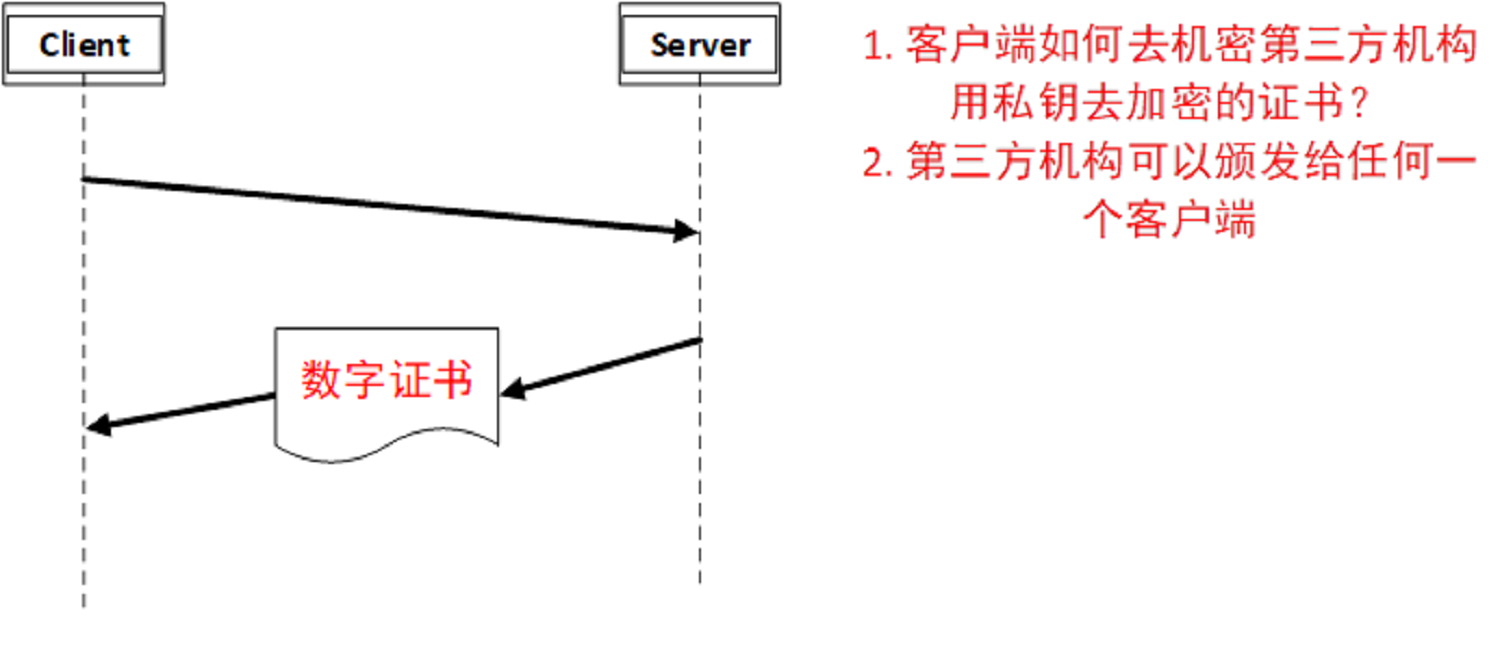 Client
Server
1. 客户端如何去机密第三方机构
用私钥去加密的证书？
2. 第三方机构可以颁发给任何一
个客户端
数字证书